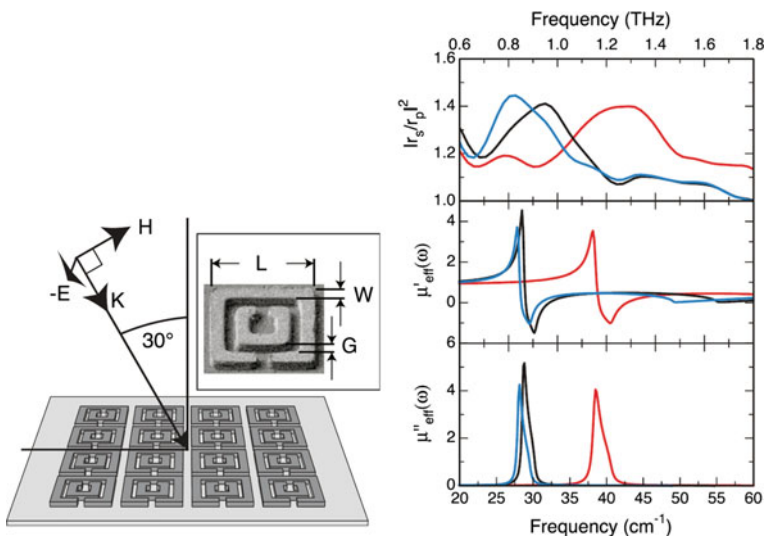 H
-E
K
30°
L
W
G
Frequency (THz)
0.6 0.8 1.0 1.2 1.4 1.6 1.8
1.6
1.4
1.2
1.0
|rs/rp|²
4
2
0
6
μ'eff(ω)
4
2
0
μ''eff(ω)
20 25 30 35 40 45 50 55 60
Frequency (cm⁻¹)